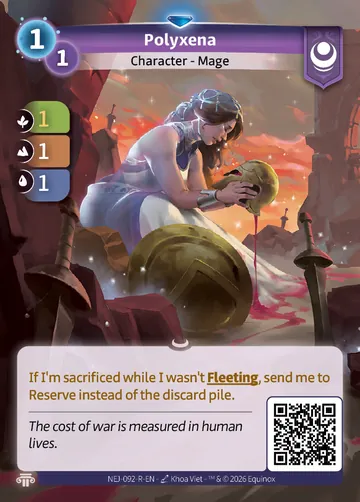 1
1
Polyxena
Character - Mage
1
1
1
If I'm sacrificed while I wasn't Fleeting, send me to
Reserve instead of the discard pile.
The cost of war is measured in human
lives.
NEJ-092-R-EN - Khoa Viet - ™ & © 2026 Equinox